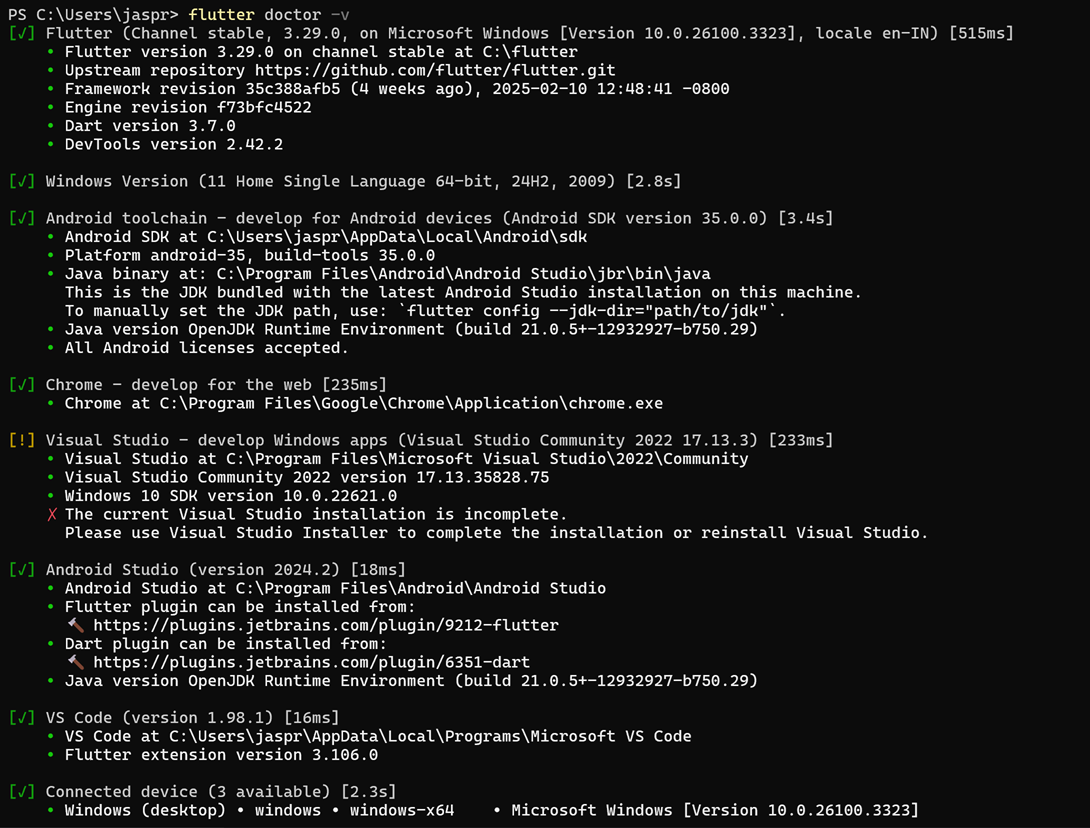 PS C:\Users\jaspr> flutter doctor -v
[√] Flutter (Channel stable, 3.29.0, on Microsoft Windows [Version 10.0.26100.3323], locale en-IN) [515ms]
• Flutter version 3.29.0 on channel stable at C:\flutter
• Upstream repository https://github.com/flutter/flutter.git
• Framework revision 35c388afb5 (4 weeks ago), 2025-02-10 12:48:41 -0800
• Engine revision f73bfc4522
• Dart version 3.7.0
• DevTools version 2.42.2
[√] Windows Version (11 Home Single Language 64-bit, 24H2, 2009) [2.8s]
[√] Android toolchain - develop for Android devices (Android SDK version 35.0.0) [3.4s]
• Android SDK at C:\Users\jaspr\AppData\Local\Android\sdk
• Platform android-35, build-tools 35.0.0
• Java binary at: C:\Program Files\Android\Android Studio\jbr\bin\java
This is the JDK bundled with the latest Android Studio installation on this machine.
To manually set the JDK path, use: `flutter config --jdk-dir="path/to/jdk"`.
• Java version OpenJDK Runtime Environment (build 21.0.5+-12932927-b750.29)
• All Android licenses accepted.
[√] Chrome - develop for the web [235ms]
• Chrome at C:\Program Files\Google\Chrome\Application\chrome.exe
[!] Visual Studio - develop Windows apps (Visual Studio Community 2022 17.13.3) [233ms]
• Visual Studio at C:\Program Files\Microsoft Visual Studio\2022\Community
• Visual Studio Community 2022 version 17.13.35828.75
• Windows 10 SDK version 10.0.22621.0
X The current Visual Studio installation is incomplete.
Please use Visual Studio Installer to complete the installation or reinstall Visual Studio.
[√] Android Studio (version 2024.2) [18ms]
• Android Studio at C:\Program Files\Android\Android Studio
• Flutter plugin can be installed from:
🔨 https://plugins.jetbrains.com/plugin/9212-flutter
• Dart plugin can be installed from:
🔨 https://plugins.jetbrains.com/plugin/6351-dart
• Java version OpenJDK Runtime Environment (build 21.0.5+-12932927-b750.29)
[√] VS Code (version 1.98.1) [16ms]
• VS Code at C:\Users\jaspr\AppData\Local\Programs\Microsoft VS Code
• Flutter extension version 3.106.0
[√] Connected device (3 available) [2.3s]
• Windows (desktop) • windows • windows-x64 • Microsoft Windows [Version 10.0.26100.3323]